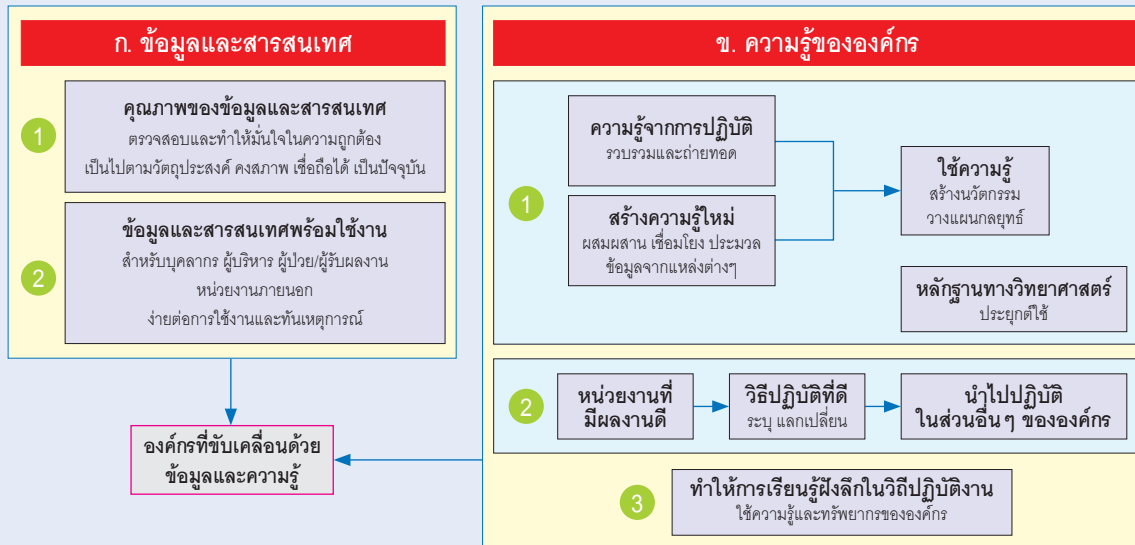 ก. ข้อมูลและสารสนเทศ
1
คุณภาพของข้อมูลและสารสนเทศ
ตรวจสอบและทำให้มั่นใจในความถูกต้อง
เป็นไปตามวัตถุประสงค์ คงสภาพ เชื่อถือได้ เป็นปัจจุบัน
2
ข้อมูลและสารสนเทศพร้อมใช้งาน
สำหรับบุคลากร ผู้บริหาร ผู้ป่วย/ผู้รับผลงาน
หน่วยงานภายนอก
ง่ายต่อการใช้งานและทันเหตุการณ์
องค์กรที่ขับเคลื่อนด้วย
ข้อมูลและความรู้
ข. ความรู้ขององค์กร
1
ความรู้จากการปฏิบัติ
รวบรวมและถ่ายทอด
สร้างความรู้ใหม่
ผสมผสาน เชื่อมโยง ประมวล
ข้อมูลจากแหล่งต่างๆ
ใช้ความรู้
สร้างนวัตกรรม
วางแผนกลยุทธ์
หลักฐานทางวิทยาศาสตร์
ประยุกต์ใช้
2
หน่วยงานที่
มีผลงานดี
วิธีปฏิบัติที่ดี
ระบุ แลกเปลี่ยน
นำไปปฏิบัติ
ในส่วนอื่นๆ ขององค์กร
3
ทำให้การเรียนรู้ฝังลึกในวิถีปฏิบัติงาน
ใช้ความรู้และทรัพยากรขององค์กร